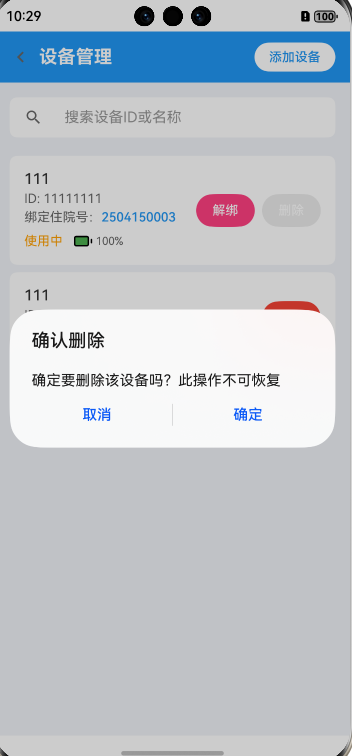 10:29
100
设备管理
添加设备
搜索设备ID或名称
111
ID: 11111111
绑定住院号: 2504150003
解绑
删除
使用中
100%
111
确认删除
确定要删除该设备吗？此操作不可恢复
取消
确定